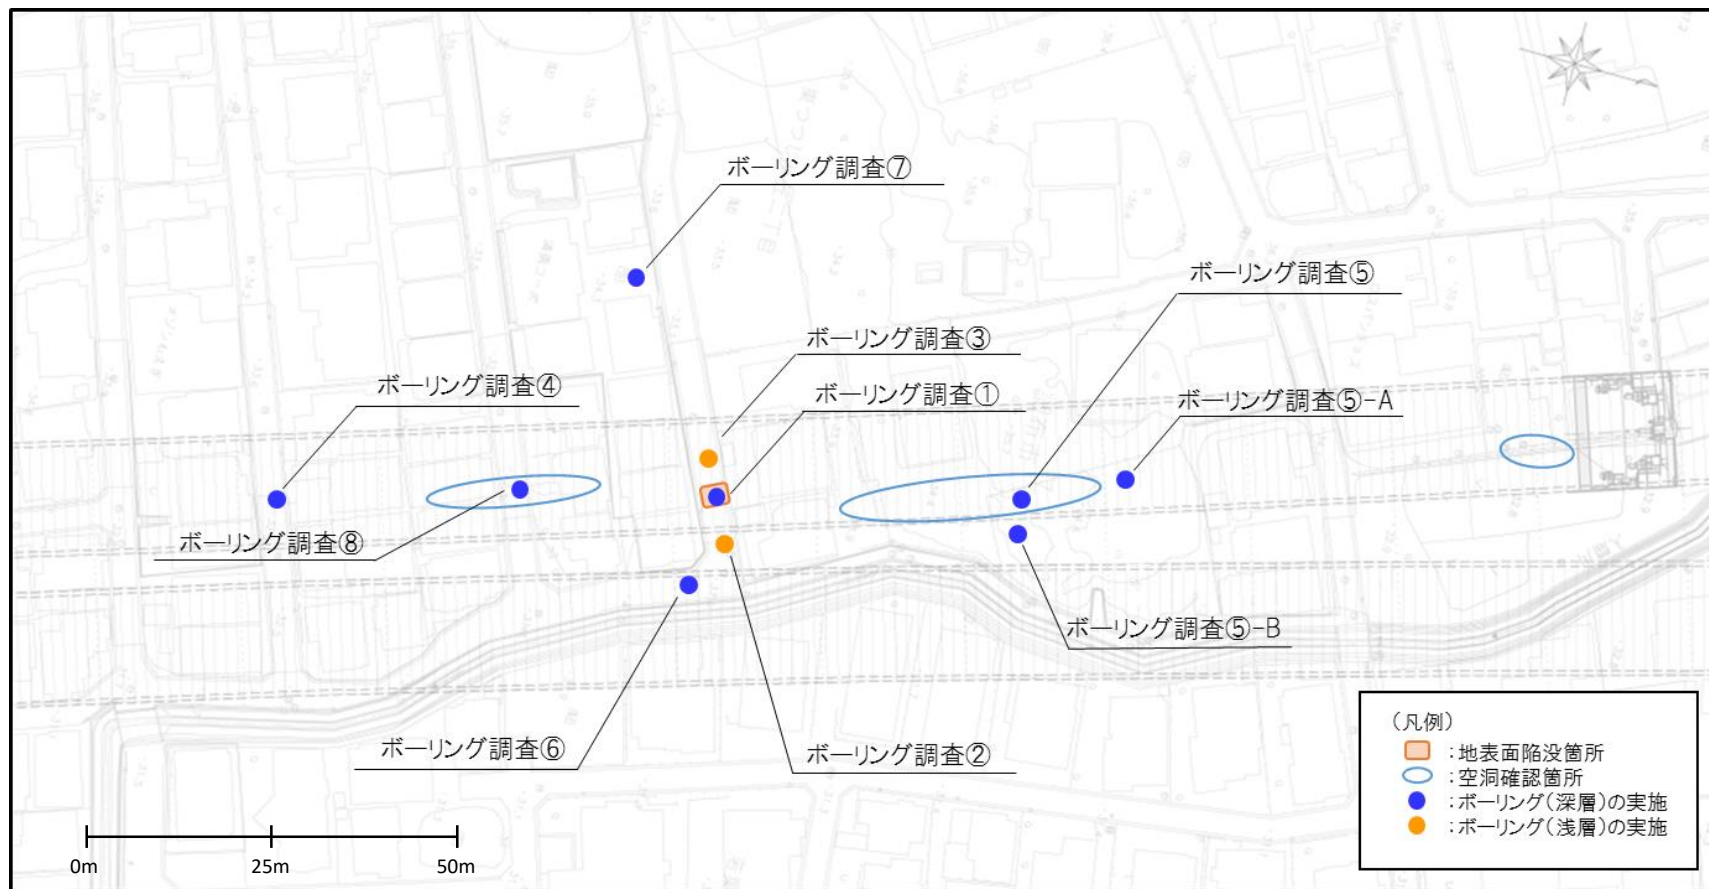 ボーリング調査⑦
ボーリング調査⑤
ボーリング調査③
ボーリング調査④
ボーリング調査①
ボーリング調査⑤-A
ボーリング調査⑧
ボーリング調査⑤-B
ボーリング調査⑥
ボーリング調査②
(凡例)
:地表面陥没箇所
:空洞確認箇所
:ボーリング(深層)の実施
:ボーリング(浅層)の実施
0m 25m 50m